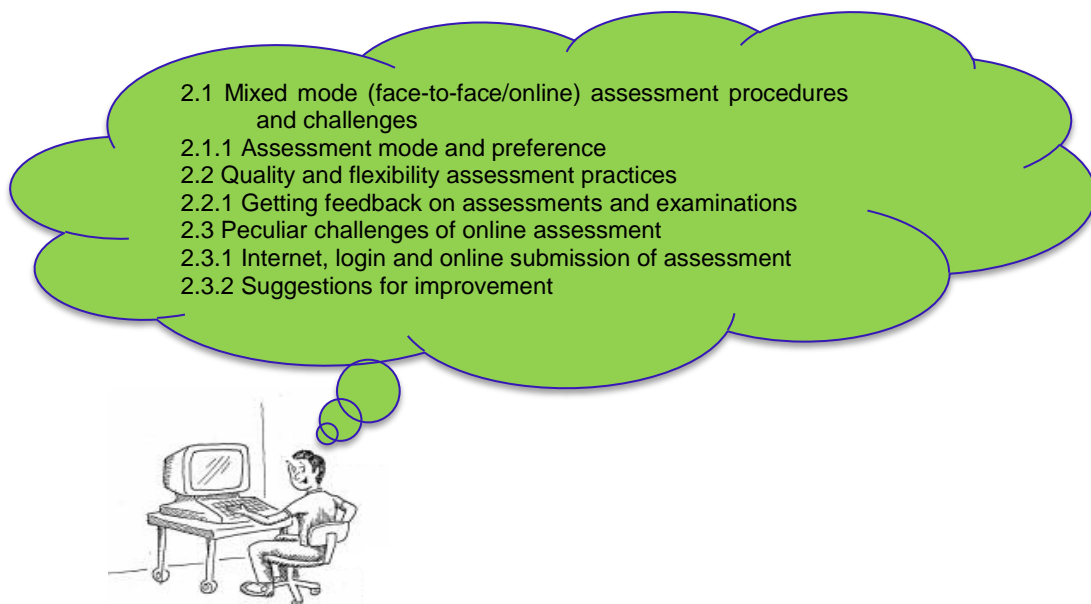 2.1 Mixed mode (face-to-face/online) assessment procedures
and challenges
2.1.1 Assessment mode and preference
2.2 Quality and flexibility assessment practices
2.2.1 Getting feedback on assessments and examinations
2.3 Peculiar challenges of online assessment
2.3.1 Internet, login and online submission of assessment
2.3.2 Suggestions for improvement